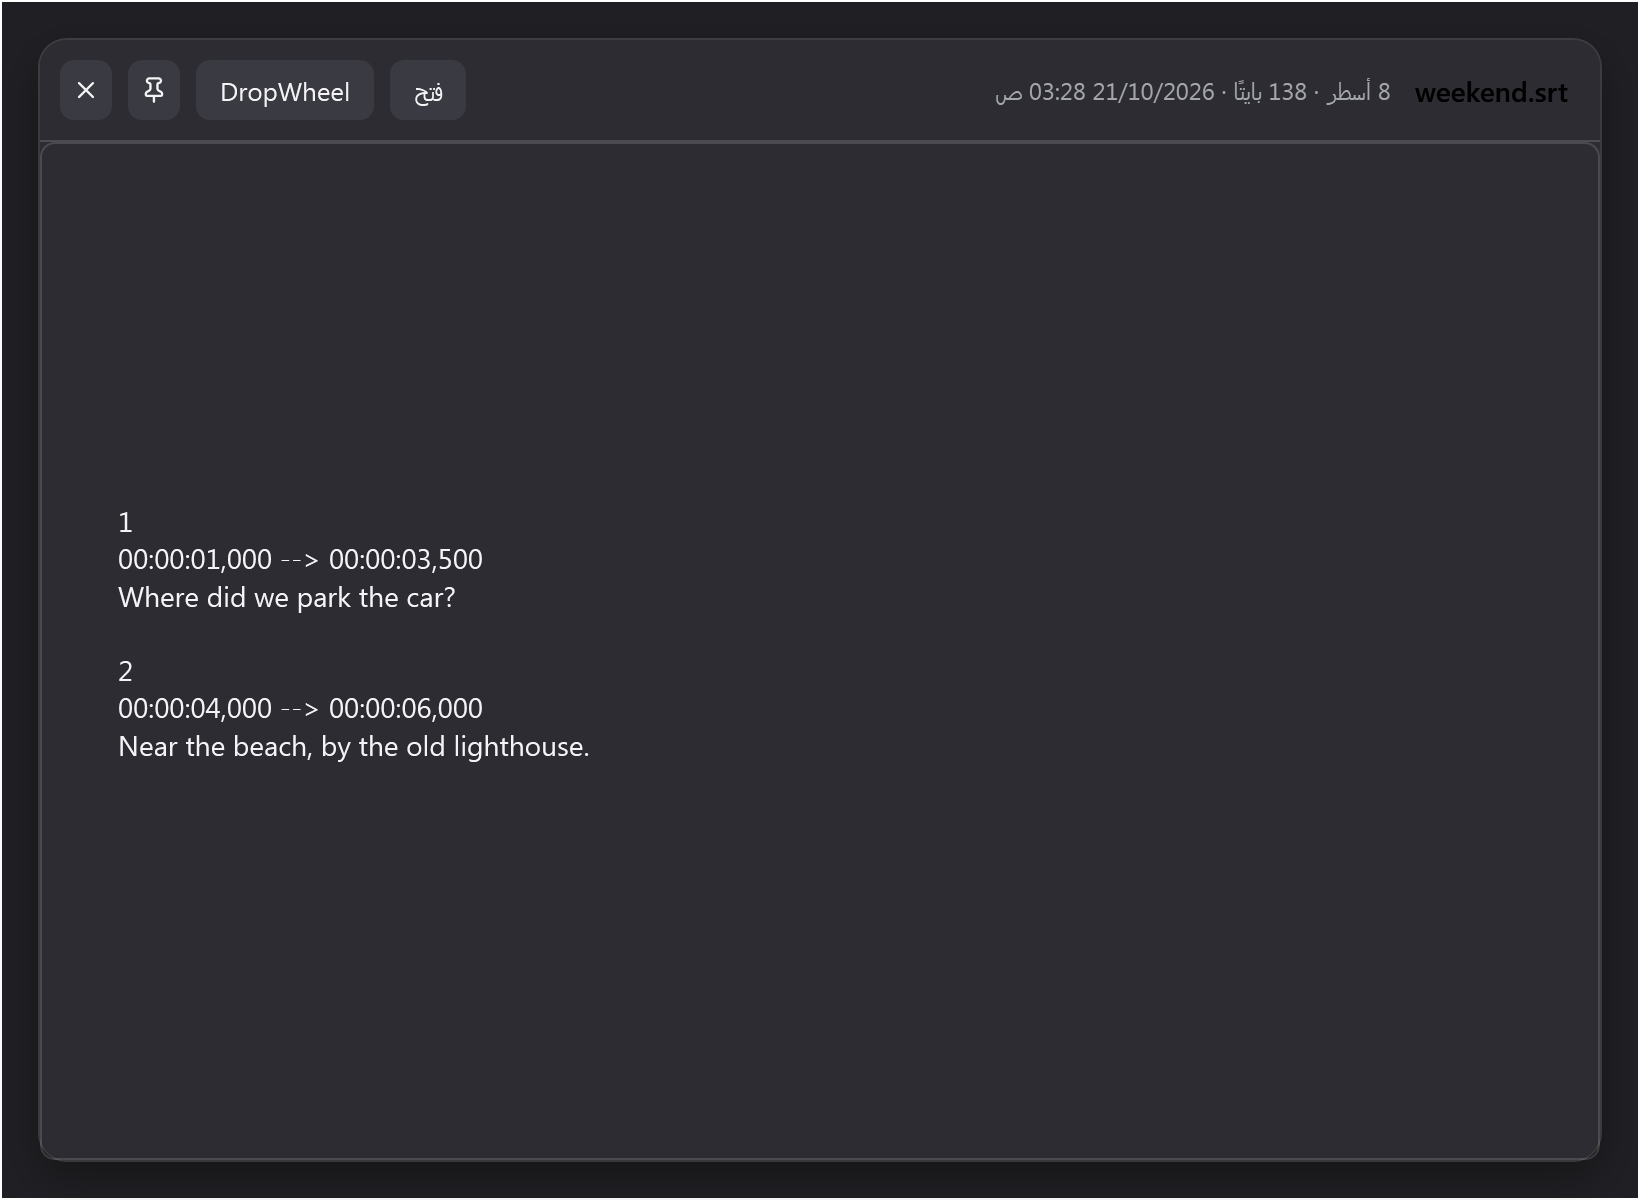 weekend.srt
8 أسطر · 138 بايتًا · 21/10/2026 03:28 ص
فتح
DropWheel
1
00:00:01,000 --> 00:00:03,500
Where did we park the car?
2
00:00:04,000 --> 00:00:06,000
Near the beach, by the old lighthouse.